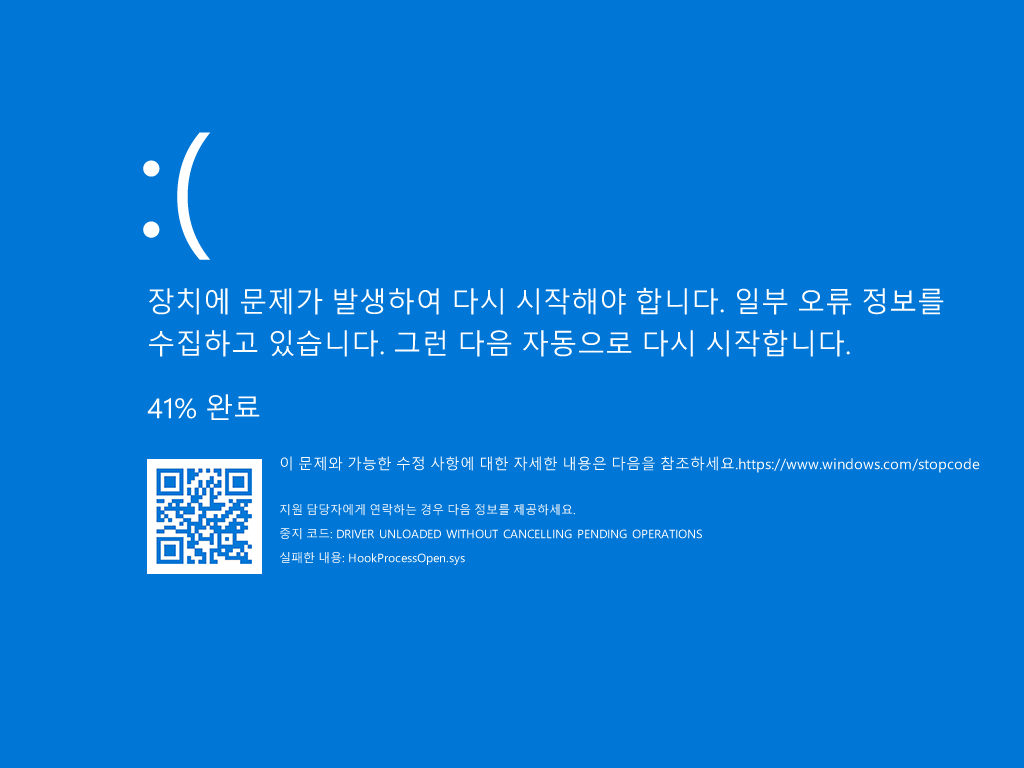 :(
장치에 문제가 발생하여 다시 시작해야 합니다. 일부 오류 정보를
수집하고 있습니다. 그런 다음 자동으로 다시 시작합니다.
41% 완료
이 문제와 가능한 수정 사항에 대한 자세한 내용은 다음을 참조하세요.https://www.windows.com/stopcode
지원 담당자에게 연락하는 경우 다음 정보를 제공하세요.
중지 코드: DRIVER UNLOADED WITHOUT CANCELLING PENDING OPERATIONS
실패한 내용: HookProcessOpen.sys